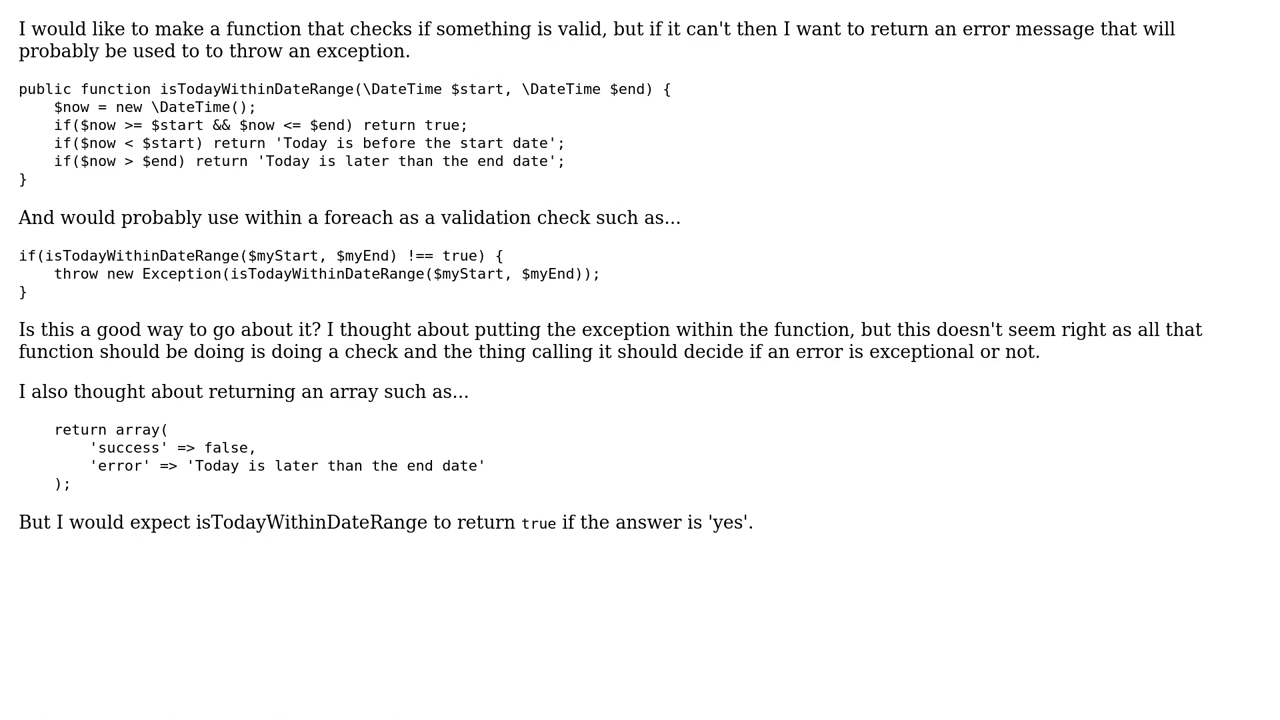 I would like to make a function that checks if something is valid, but if it can't then I want to return an error message that will
probably be used to to throw an exception.
public function isTodayWithinDateRange(\DateTime $start, \DateTime $end) {
    $now = new \DateTime();
    if($now >= $start && $now <= $end) return true;
    if($now < $start) return 'Today is before the start date';
    if($now > $end) return 'Today is later than the end date';
}
And would probably use within a foreach as a validation check such as...
if(isTodayWithinDateRange($myStart, $myEnd) !== true) {
    throw new Exception(isTodayWithinDateRange($myStart, $myEnd));
}
Is this a good way to go about it? I thought about putting the exception within the function, but this doesn't seem right as all that
function should be doing is doing a check and the thing calling it should decide if an error is exceptional or not.
I also thought about returning an array such as...
    return array(
        'success' => false,
        'error' => 'Today is later than the end date'
    );
But I would expect isTodayWithinDateRange to return true if the answer is 'yes'.